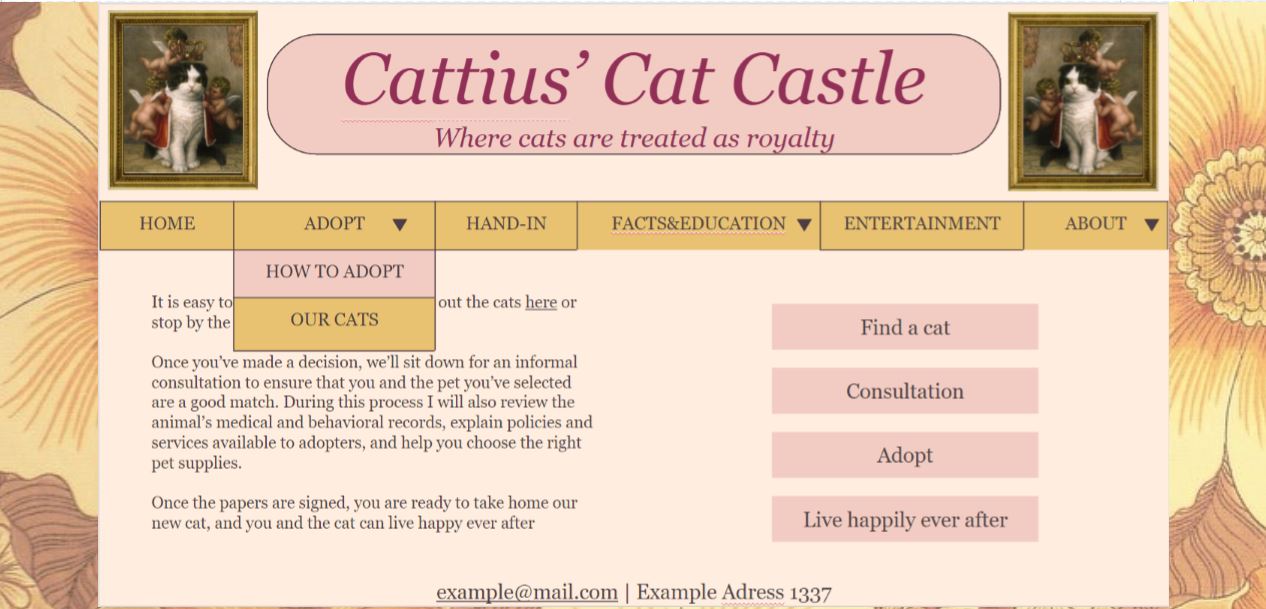 Cattius’ Cat Castle
Where cats are treated as royalty
HOME ADOPT HAND-IN FACTS&EDUCATION ENTERTAINMENT ABOUT
HOW TO ADOPT
OUR CATS
It is easy to out the cats here or
stop by the
Once you’ve made a decision, we’ll sit down for an informal
consultation to ensure that you and the pet you’ve selected
are a good match. During this process I will also review the
animal’s medical and behavioral records, explain policies and
services available to adopters, and help you choose the right
pet supplies.
Once the papers are signed, you are ready to take home our
new cat, and you and the cat can live happy ever after
Find a cat
Consultation
Adopt
Live happily ever after
example@mail.com | Example Adress 1337